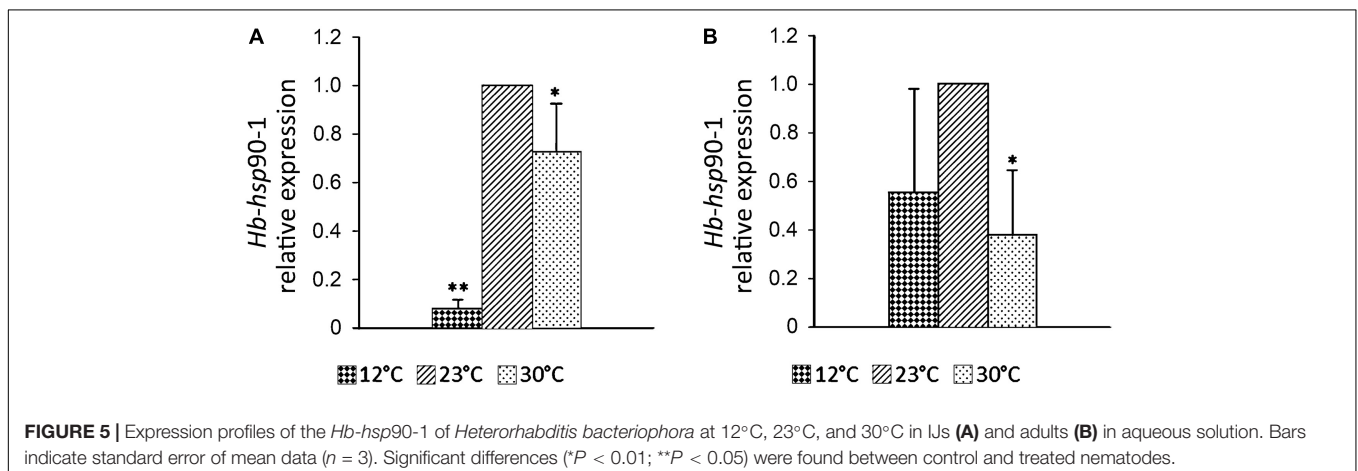 A
Hb-hsp90-1
relative expression
1.2
1.0
0.8
0.6
0.4
0.2
0
**
*
12°C 23°C 30°C
B
Hb-hsp90-1
relative expression
1.2
1.0
0.8
0.6
0.4
0.2
0
*
12°C 23°C 30°C
FIGURE 5 | Expression profiles of the Hb-hsp90-1 of Heterorhabditis bacteriophora at 12°C, 23°C, and 30°C in IJs (A) and adults (B) in aqueous solution. Bars
indicate standard error of mean data (n = 3). Significant differences (*P < 0.01; **P < 0.05) were found between control and treated nematodes.